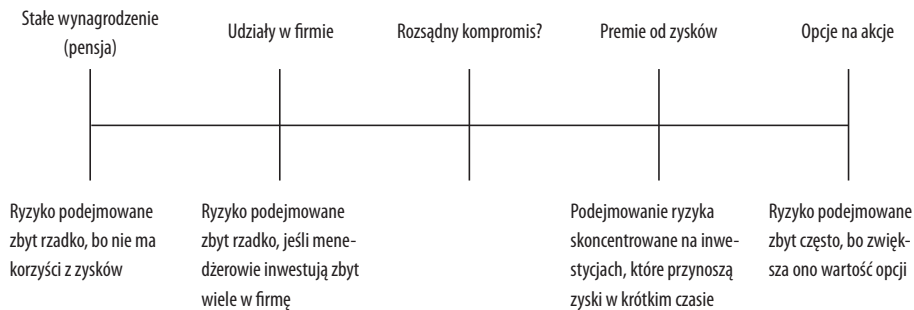 Stałe wynagrodzenie
(pensja)
Udziały w firmie
Rozsądny kompromis?
Premie od zysków
Opcje na akcje
Ryzyko podejmowane
zbyt rzadko, bo nie ma
korzyści z zysków
Ryzyko podejmowane
zbyt rzadko, jeśli mene-
dżerowie inwestują zbyt
wiele w firmę
Podejmowanie ryzyka
skoncentrowane na inwe-
stycjach, które przynoszą
zyski w krótkim czasie
Ryzyko podejmowane
zbyt często, bo zwięk-
sza ono wartość opcji